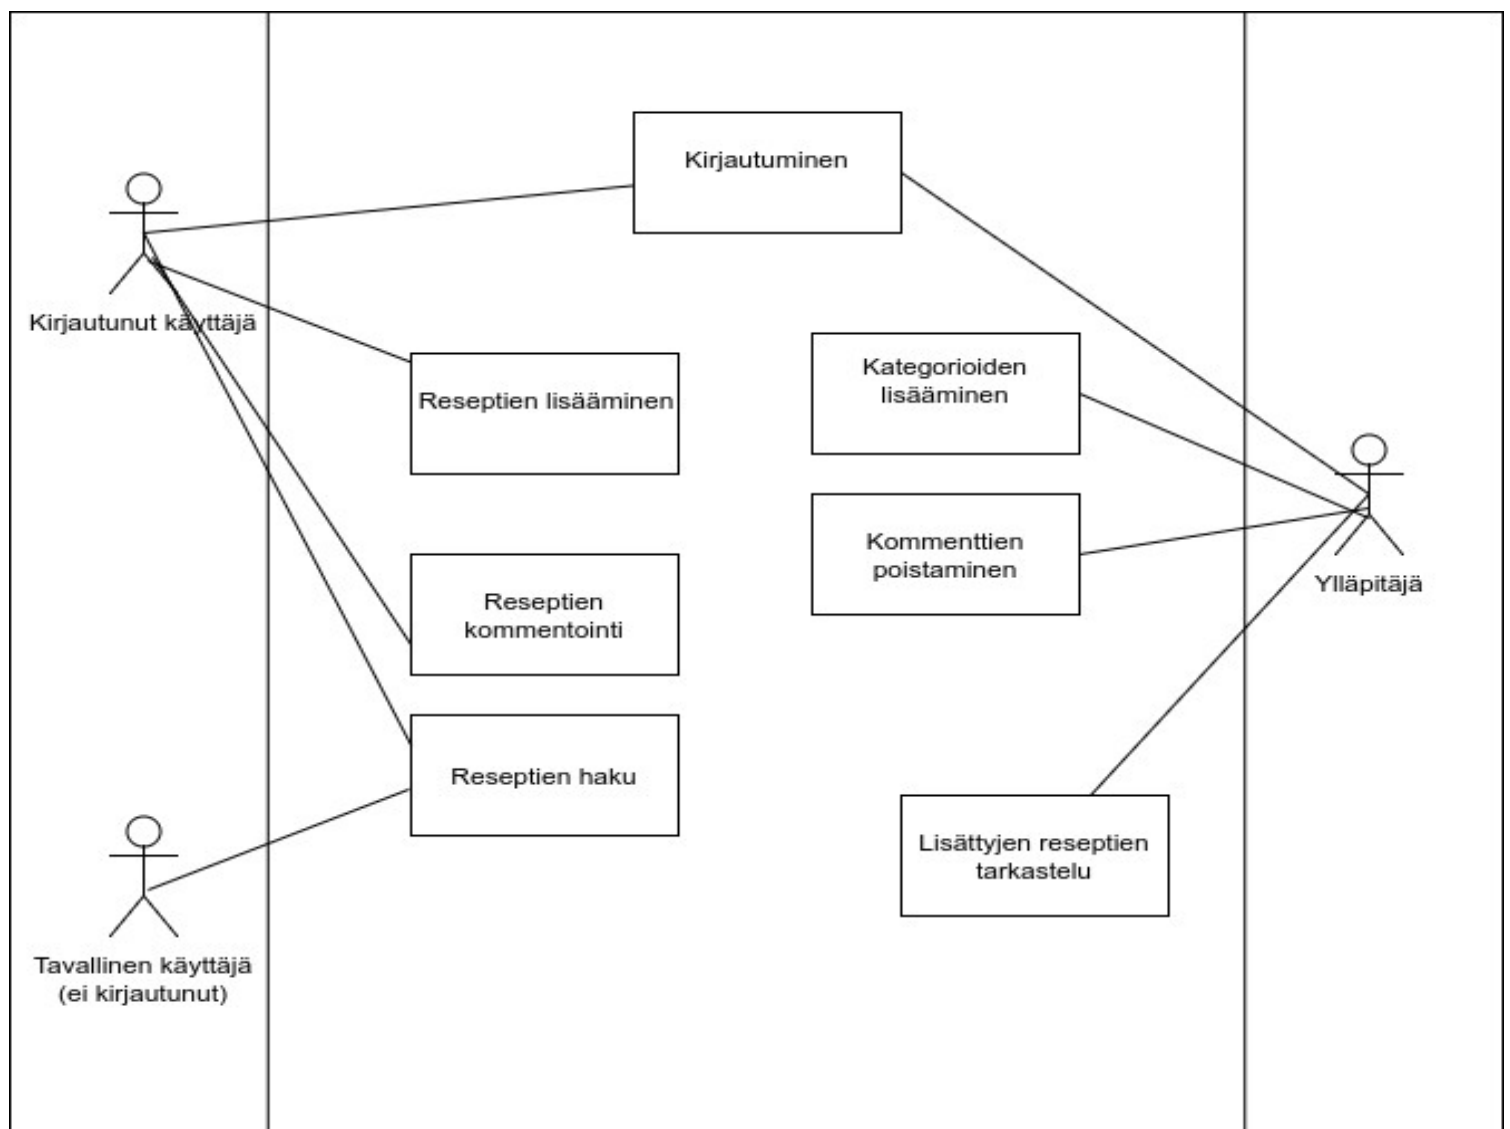 Kirjautuminen
Kirjautunut käyttäjä
Reseptien lisääminen
Kategorioiden
lisääminen
Kommenttien
poistaminen
Ylläpitäjä
Reseptien
kommentointi
Reseptien haku
Lisättyjen reseptien
tarkastelu
Tavallinen käyttäjä
(ei kirjautunut)